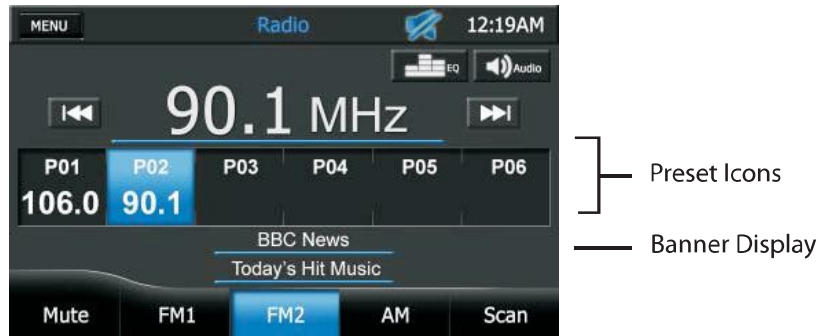 MENU Radio 12:19AM
EQ Audio
90.1 MHz
P01 P02 P03 P04 P05 P06
106.0 90.1
Preset Icons
BBC News
Banner Display
Today's Hit Music
Mute FM1 FM2 AM Scan